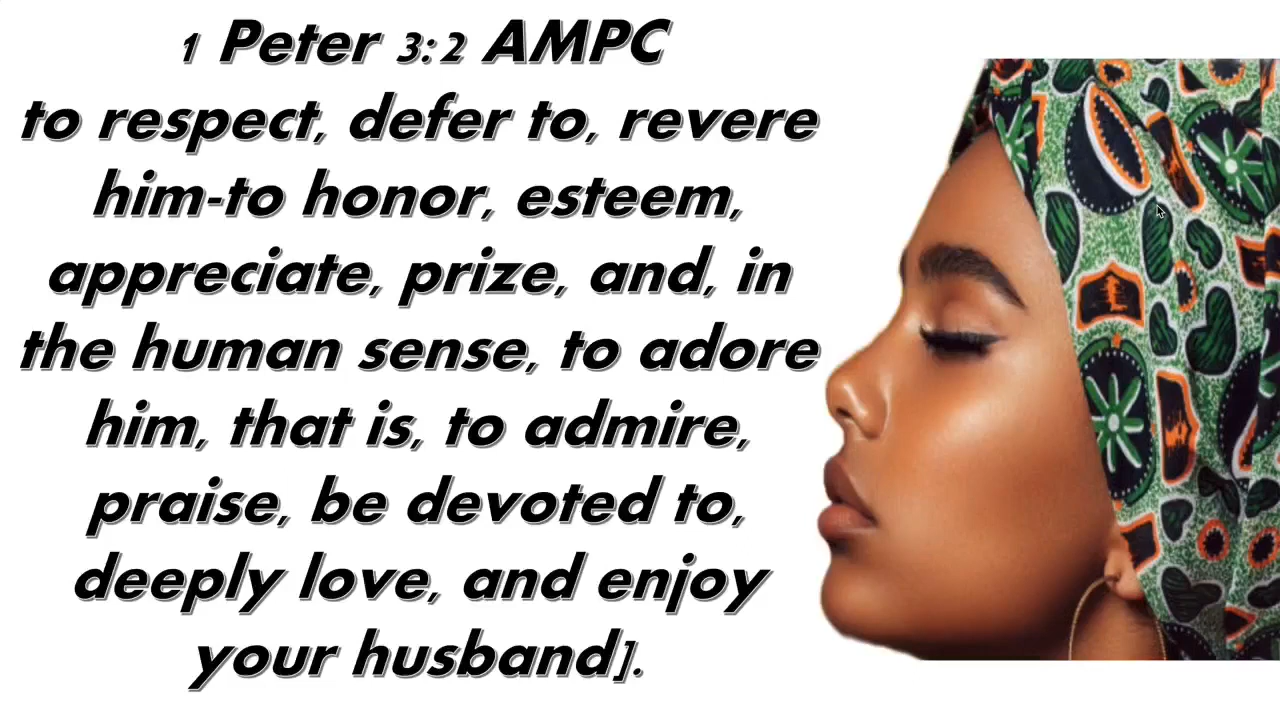 1 Peter 3:2 AMPC
to respect, defer to, revere
him-to honor, esteem,
appreciate, prize, and, in
the human sense, to adore
him, that is, to admire,
praise, be devoted to,
deeply love, and enjoy
your husband].